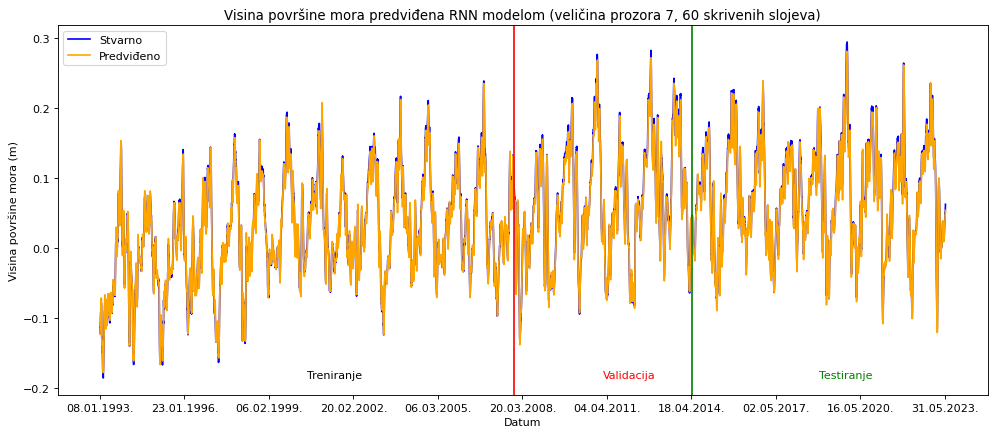 Visina površine mora predviđena RNN modelom (veličina prozora 7, 60 skrivenih slojeva)
Stvarno
Predviđeno
Visina površine mora (m)
0.3
0.2
0.1
0.0
−0.1
−0.2
Treniranje
Validacija
Testiranje
08.01.1993.
23.01.1996.
06.02.1999.
20.02.2002.
06.03.2005.
20.03.2008.
04.04.2011.
18.04.2014.
02.05.2017.
16.05.2020.
31.05.2023.
Datum